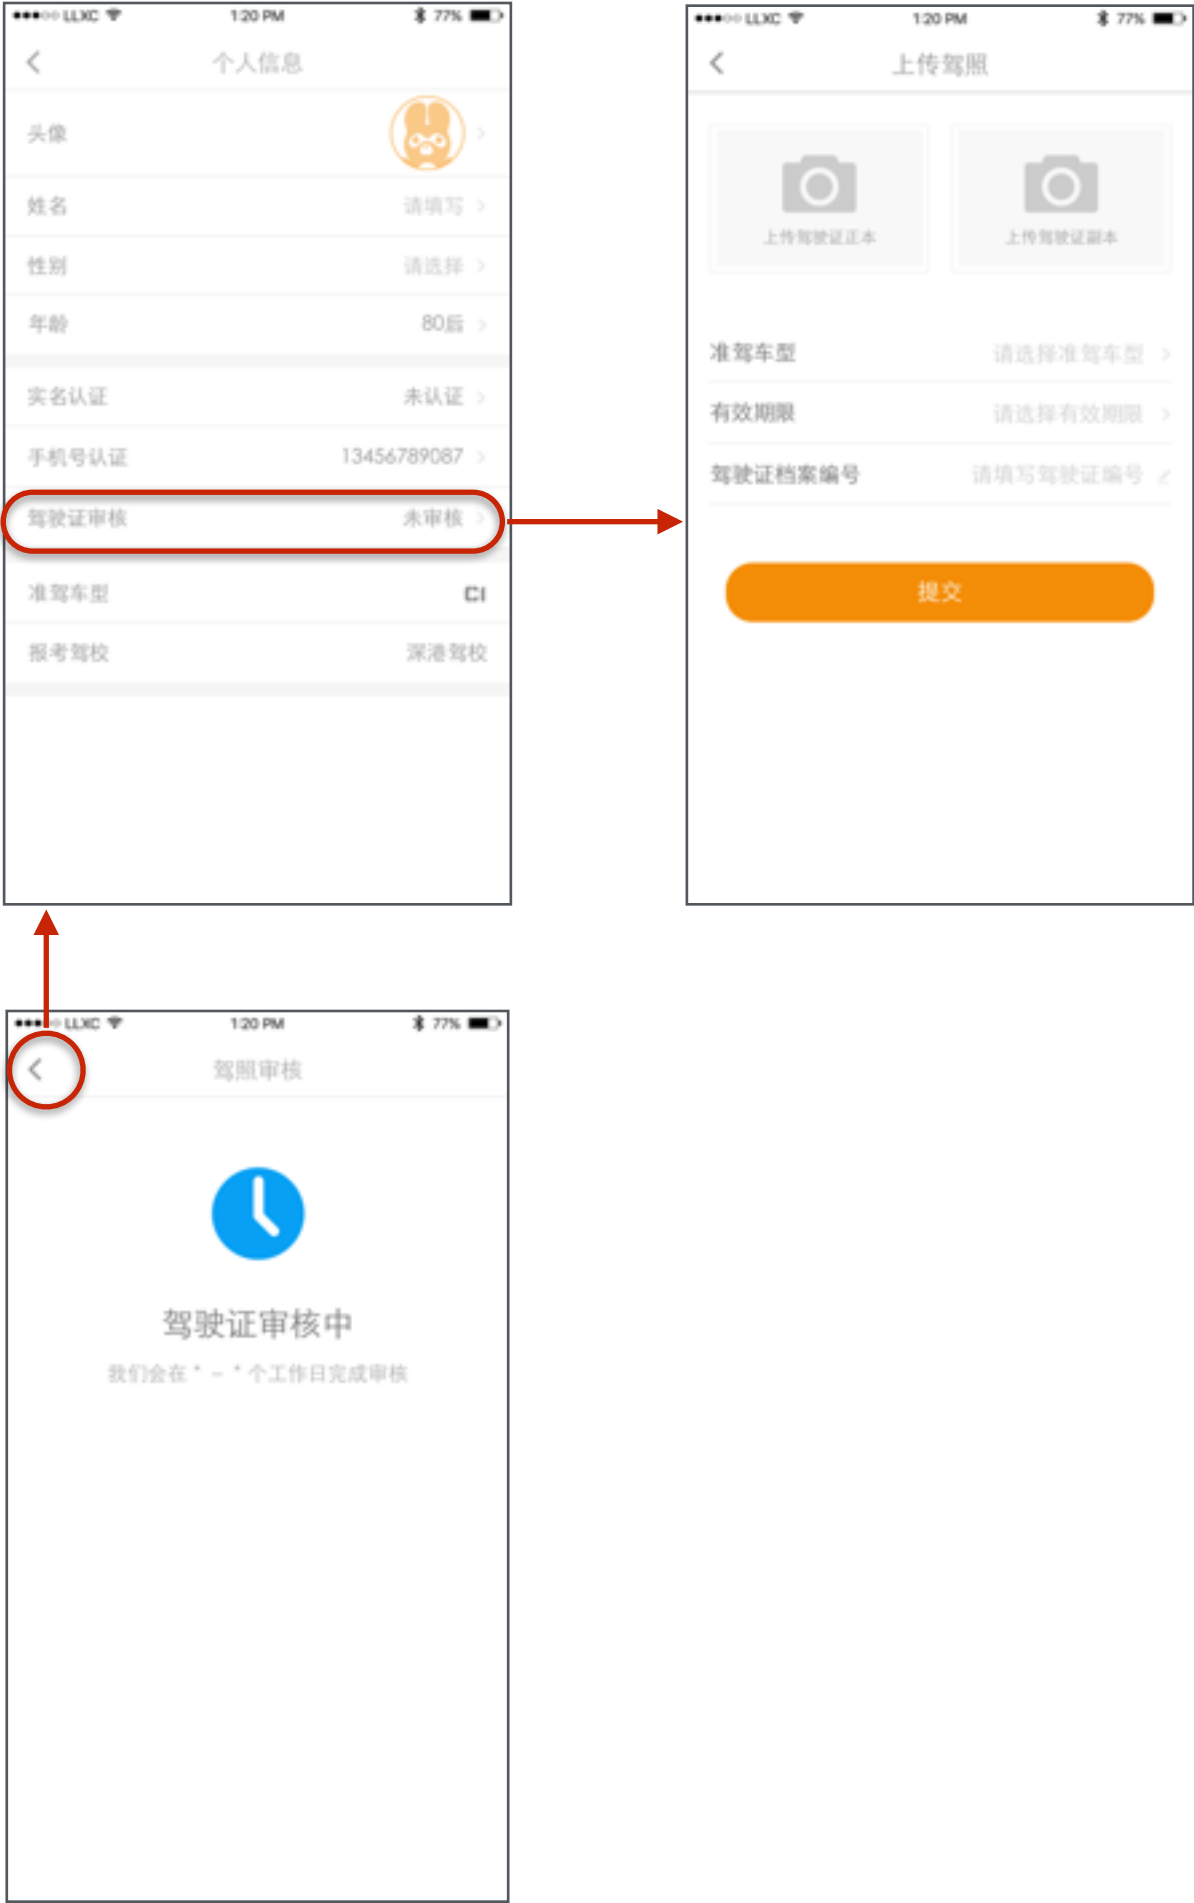 LLXC 1:20 PM 77%
个人信息
头像
姓名 请填写
性别 请选择
年龄 80后
实名认证 未认证
手机号认证 13456789087
驾驶证审核 未审核
准驾车型 C1
报考驾校 深港驾校
LLXC 1:20 PM 77%
上传驾照
上传驾驶证正本 上传驾驶证副本
准驾车型 请选择准驾车型
有效期限 请选择有效期限
驾驶证档案编号 请填写驾驶证编号
提交
LLXC 1:20 PM 77%
驾照审核
驾驶证审核中
我们会在 * - * 个工作日完成审核